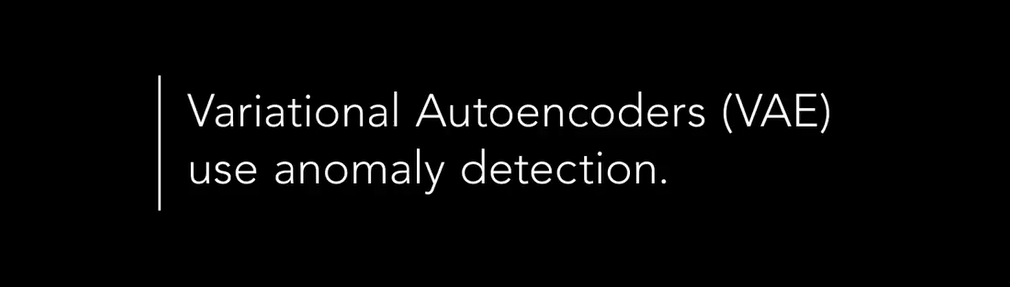 Variational Autoencoders (VAE)
use anomaly detection.